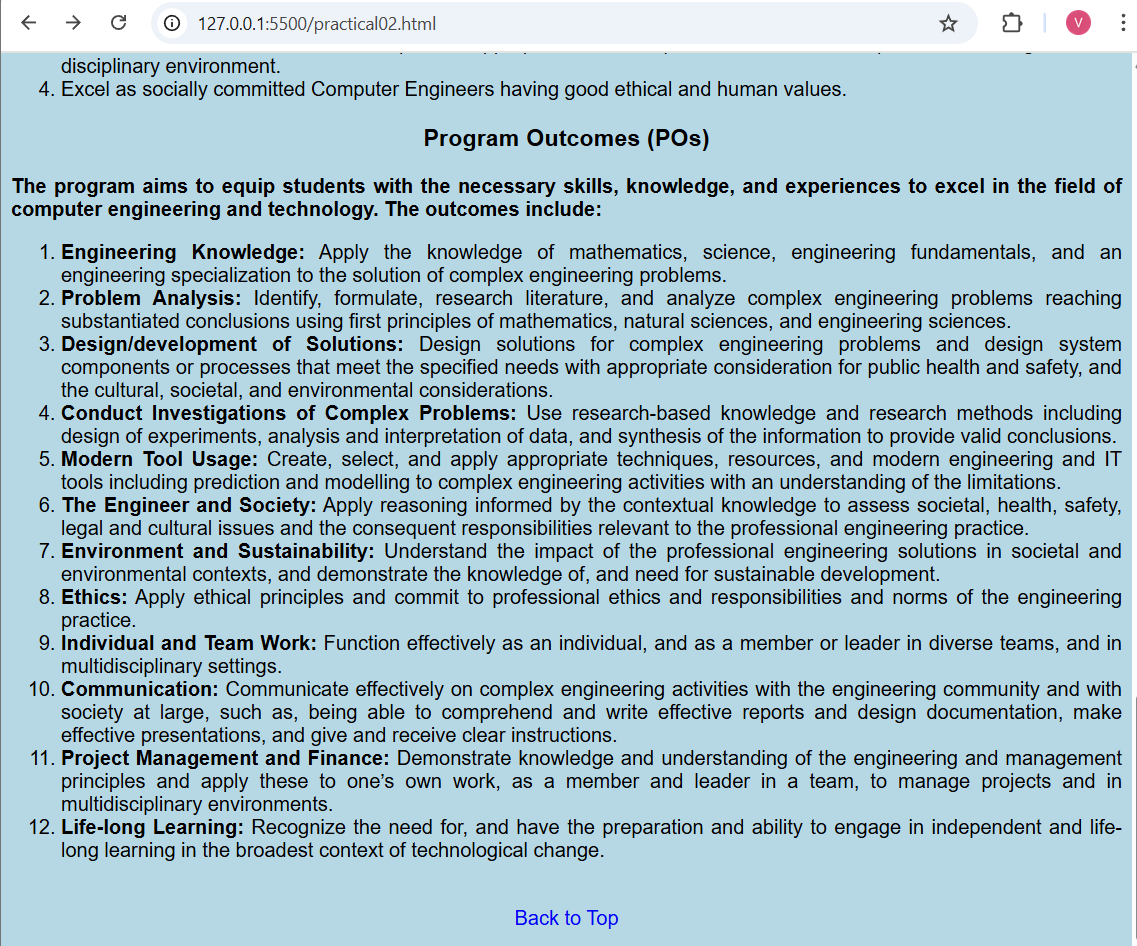 127.0.0.1:5500/practical02.html
V
disciplinary environment.
4. Excel as socially committed Computer Engineers having good ethical and human values.
Program Outcomes (POs)
The program aims to equip students with the necessary skills, knowledge, and experiences to excel in the field of
computer engineering and technology. The outcomes include:
1. Engineering Knowledge: Apply the knowledge of mathematics, science, engineering fundamentals, and an
engineering specialization to the solution of complex engineering problems.
2. Problem Analysis: Identify, formulate, research literature, and analyze complex engineering problems reaching
substantiated conclusions using first principles of mathematics, natural sciences, and engineering sciences.
3. Design/development of Solutions: Design solutions for complex engineering problems and design system
components or processes that meet the specified needs with appropriate consideration for public health and safety, and
the cultural, societal, and environmental considerations.
4. Conduct Investigations of Complex Problems: Use research-based knowledge and research methods including
design of experiments, analysis and interpretation of data, and synthesis of the information to provide valid conclusions.
5. Modern Tool Usage: Create, select, and apply appropriate techniques, resources, and modern engineering and IT
tools including prediction and modelling to complex engineering activities with an understanding of the limitations.
6. The Engineer and Society: Apply reasoning informed by the contextual knowledge to assess societal, health, safety,
legal and cultural issues and the consequent responsibilities relevant to the professional engineering practice.
7. Environment and Sustainability: Understand the impact of the professional engineering solutions in societal and
environmental contexts, and demonstrate the knowledge of, and need for sustainable development.
8. Ethics: Apply ethical principles and commit to professional ethics and responsibilities and norms of the engineering
practice.
9. Individual and Team Work: Function effectively as an individual, and as a member or leader in diverse teams, and in
multidisciplinary settings.
10. Communication: Communicate effectively on complex engineering activities with the engineering community and with
society at large, such as, being able to comprehend and write effective reports and design documentation, make
effective presentations, and give and receive clear instructions.
11. Project Management and Finance: Demonstrate knowledge and understanding of the engineering and management
principles and apply these to one’s own work, as a member and leader in a team, to manage projects and in
multidisciplinary environments.
12. Life-long Learning: Recognize the need for, and have the preparation and ability to engage in independent and life-
long learning in the broadest context of technological change.
Back to Top